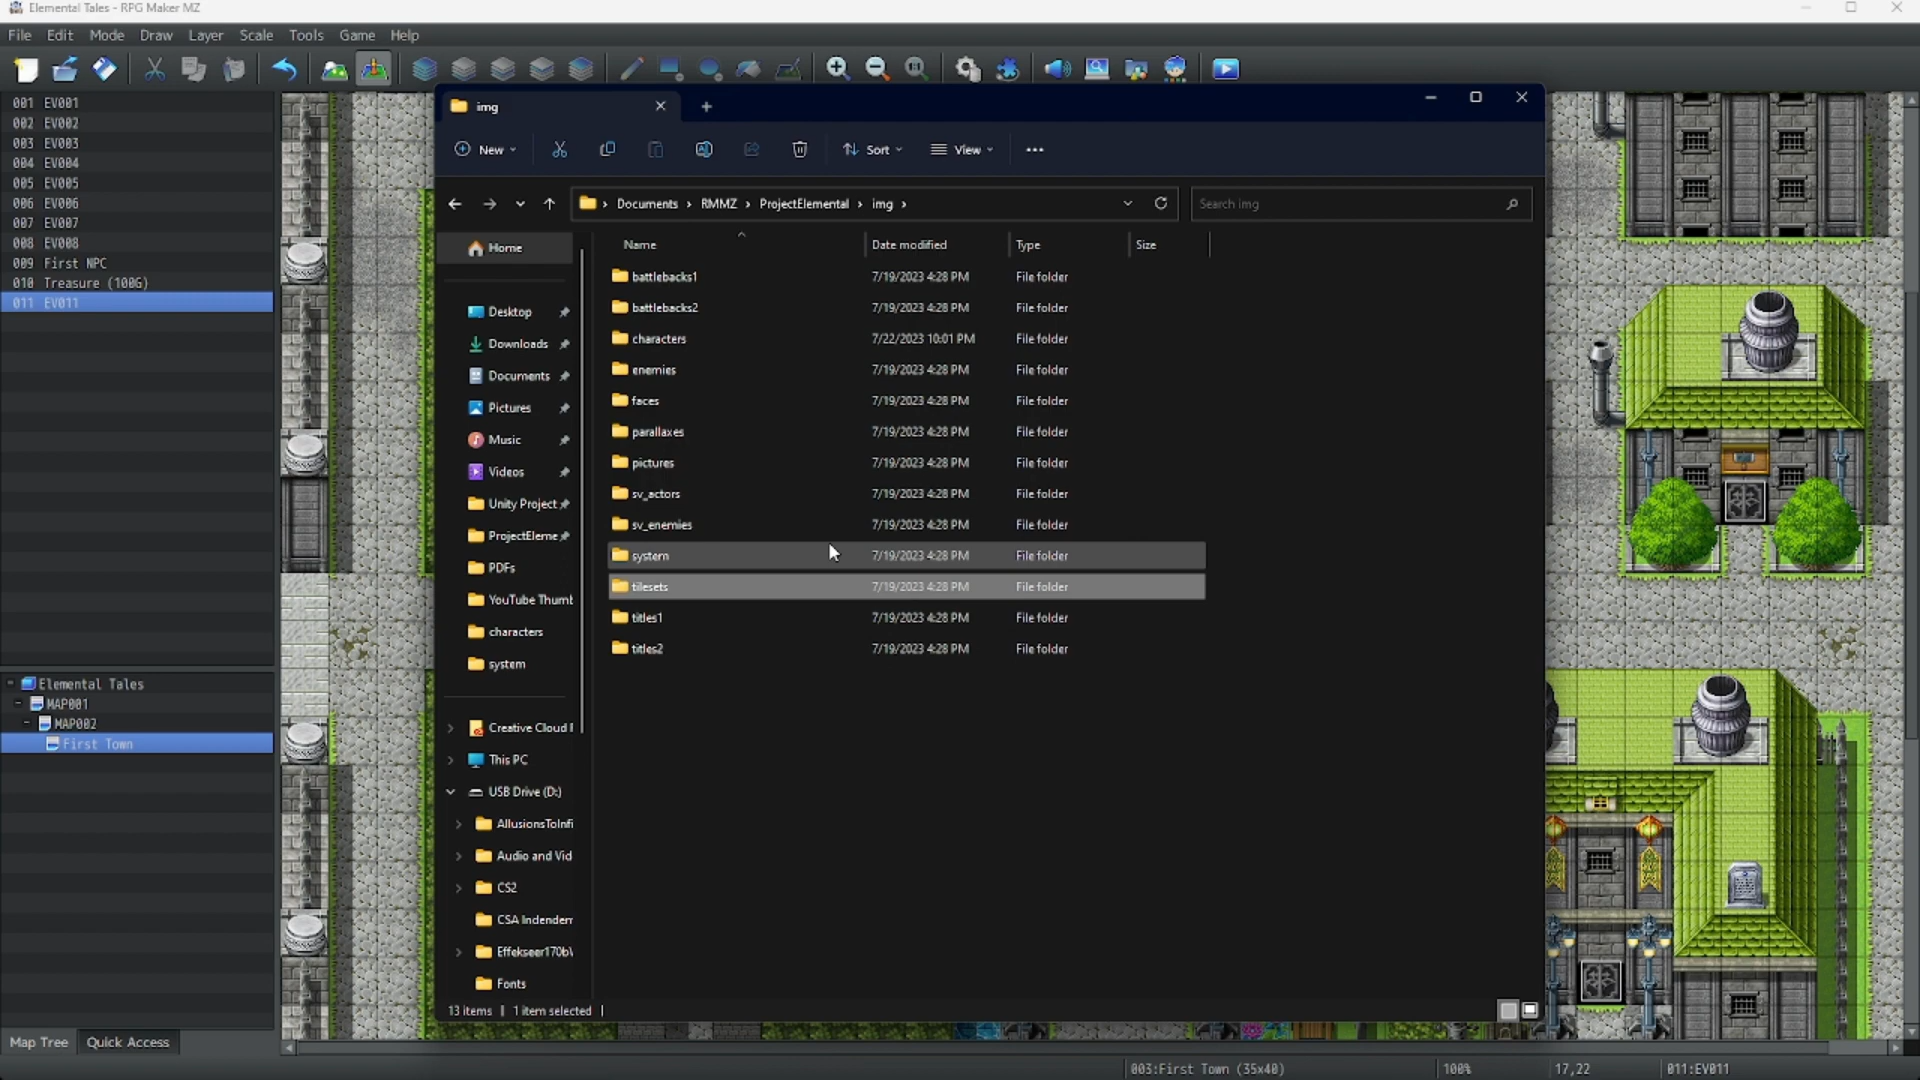 Elemental Tales - RPG Maker MZ
File Edit Mode Draw Layer Scale Tools Game Help
001 EV001
002 EV002
003 EV003
004 EV004
005 EV005
006 EV006
007 EV007
008 EV008
009 First NPC
010 Treasure (100G)
011 EV011
Elemental Tales
MAP001
MAP002
First Town
Map Tree Quick Access
img
New Sort View
Documents RMMZ ProjectElemental img
Search img
Home
Desktop
Downloads
Documents
Pictures
Music
Videos
Unity Project
ProjectEleme
PDFs
YouTube Thumb
characters
system
Creative Cloud F
This PC
USB Drive (D:)
AllusionsToInfi
Audio and Vid
CS2
CSA Indendem
Effekseer170b\
Fonts
Name Date modified Type Size
battlebacks1 7/19/2023 4:28 PM File folder
battlebacks2 7/19/2023 4:28 PM File folder
characters 7/22/2023 10:01 PM File folder
enemies 7/19/2023 4:28 PM File folder
faces 7/19/2023 4:28 PM File folder
parallaxes 7/19/2023 4:28 PM File folder
pictures 7/19/2023 4:28 PM File folder
sv_actors 7/19/2023 4:28 PM File folder
sv_enemies 7/19/2023 4:28 PM File folder
system 7/19/2023 4:28 PM File folder
tilesets 7/19/2023 4:28 PM File folder
titles1 7/19/2023 4:28 PM File folder
titles2 7/19/2023 4:28 PM File folder
13 items 1 item selected
003:First Town (35x40) 100% 17,22 011:EV011